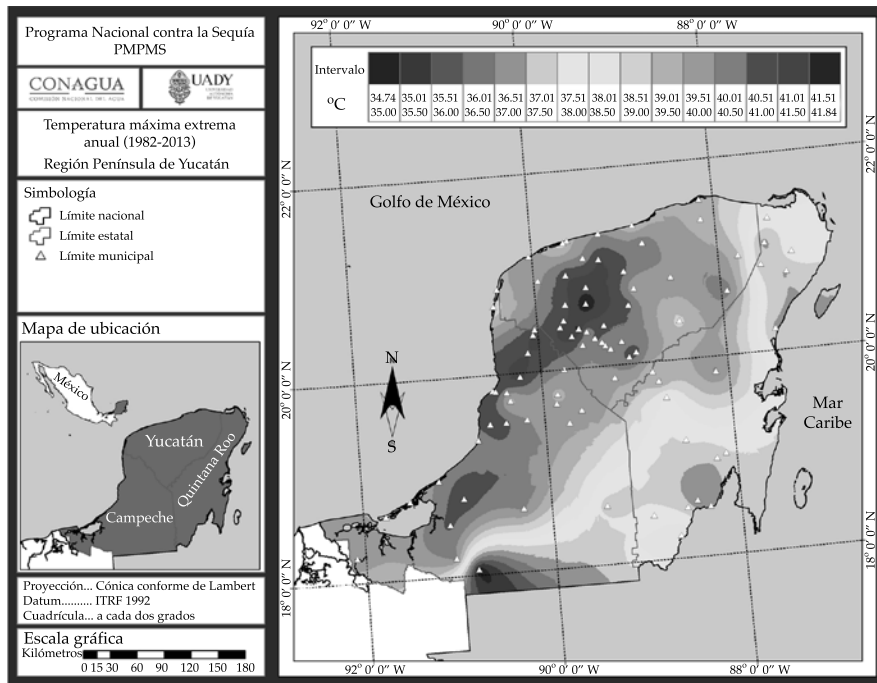 Programa Nacional contra la Sequía
PMPMS
CONAGUA
COMISIÓN NACIONAL DEL AGUA
UADY
UNIVERSIDAD
AUTÓNOMA
DE YUCATÁN
Temperatura máxima extrema
anual (1982-2013)
Región Península de Yucatán
Simbología
Límite nacional
Límite estatal
Límite municipal
Mapa de ubicación
México
Yucatán
Quintana Roo
Campeche
Proyección... Cónica conforme de Lambert
Datum.......... ITRF 1992
Cuadrícula... a cada dos grados
Escala gráfica
Kilómetros
0 15 30 60 90 120 150 180
92° 0' 0'' W 90° 0' 0'' W 88° 0' 0'' W
Intervalo
°C
34.74 35.01 35.51 36.01 36.51 37.01 37.51 38.01 38.51 39.01 39.51 40.01 40.51 41.01 41.51
35.00 35.50 36.00 36.50 37.00 37.50 38.00 38.50 39.00 39.50 40.00 40.50 41.00 41.50 41.84
22° 0' 0'' N
22° 0' 0'' N
Golfo de México
20° 0' 0'' N
20° 0' 0'' N
N
S
Mar
Caribe
18° 0' 0'' N
18° 0' 0'' N
92° 0' 0'' W 90° 0' 0'' W 88° 0' 0'' W